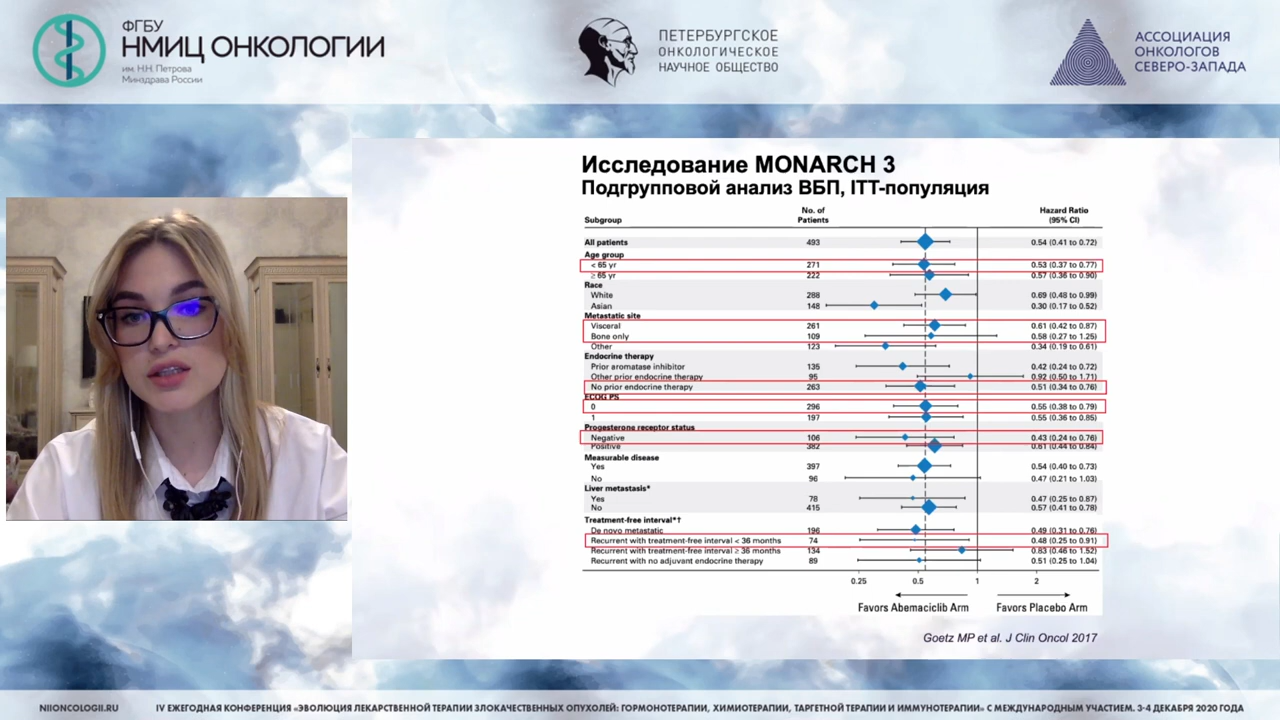 ФГБУ
НМИЦ ОНКОЛОГИИ
им. Н.Н. Петрова
Минздрава России
ПЕТЕРБУРГСКОЕ
ОНКОЛОГИЧЕСКОЕ
НАУЧНОЕ ОБЩЕСТВО
АССОЦИАЦИЯ
ОНКОЛОГОВ
СЕВЕРО-ЗАПАДА
Исследование MONARCH 3
Подгрупповой анализ ВБП, ITT-популяция
Subgroup No. of Patients Hazard Ratio (95% CI)
All patients 493 0.54 (0.41 to 0.72)
Age group
< 65 yr 271 0.53 (0.37 to 0.77)
≥ 65 yr 222 0.57 (0.36 to 0.90)
Race
White 288 0.69 (0.48 to 0.99)
Asian 148 0.30 (0.17 to 0.52)
Metastatic site
Visceral 261 0.61 (0.42 to 0.87)
Bone only 109 0.58 (0.27 to 1.25)
Other 123 0.34 (0.19 to 0.61)
Endocrine therapy
Prior aromatase inhibitor 135 0.42 (0.24 to 0.72)
Other prior endocrine therapy 95 0.92 (0.50 to 1.71)
No prior endocrine therapy 263 0.51 (0.34 to 0.76)
ECOG PS
0 296 0.55 (0.38 to 0.79)
1 197 0.55 (0.36 to 0.85)
Progesterone receptor status
Negative 106 0.43 (0.24 to 0.76)
Positive 382 0.61 (0.44 to 0.84)
Measurable disease
Yes 397 0.54 (0.40 to 0.73)
No 96 0.47 (0.21 to 1.03)
Liver metastasis*
Yes 78 0.47 (0.25 to 0.87)
No 415 0.57 (0.41 to 0.78)
Treatment-free interval*†
De novo metastatic 196 0.49 (0.31 to 0.76)
Recurrent with treatment-free interval < 36 months 74 0.48 (0.25 to 0.91)
Recurrent with treatment-free interval ≥ 36 months 134 0.83 (0.46 to 1.52)
Recurrent with no adjuvant endocrine therapy 89 0.51 (0.25 to 1.04)
0.25 0.5 1 2
Favors Abemaciclib Arm Favors Placebo Arm
Goetz MP et al. J Clin Oncol 2017
NIIONCOLOGII.RU IV ЕЖЕГОДНАЯ КОНФЕРЕНЦИЯ «ЭВОЛЮЦИЯ ЛЕКАРСТВЕННОЙ ТЕРАПИИ ЗЛОКАЧЕСТВЕННЫХ ОПУХОЛЕЙ: ГОРМОНОТЕРАПИИ, ХИМИОТЕРАПИИ, ТАРГЕТНОЙ ТЕРАПИИ И ИММУНОТЕРАПИИ» С МЕЖДУНАРОДНЫМ УЧАСТИЕМ. 3-4 ДЕКАБРЯ 2020 ГОДА